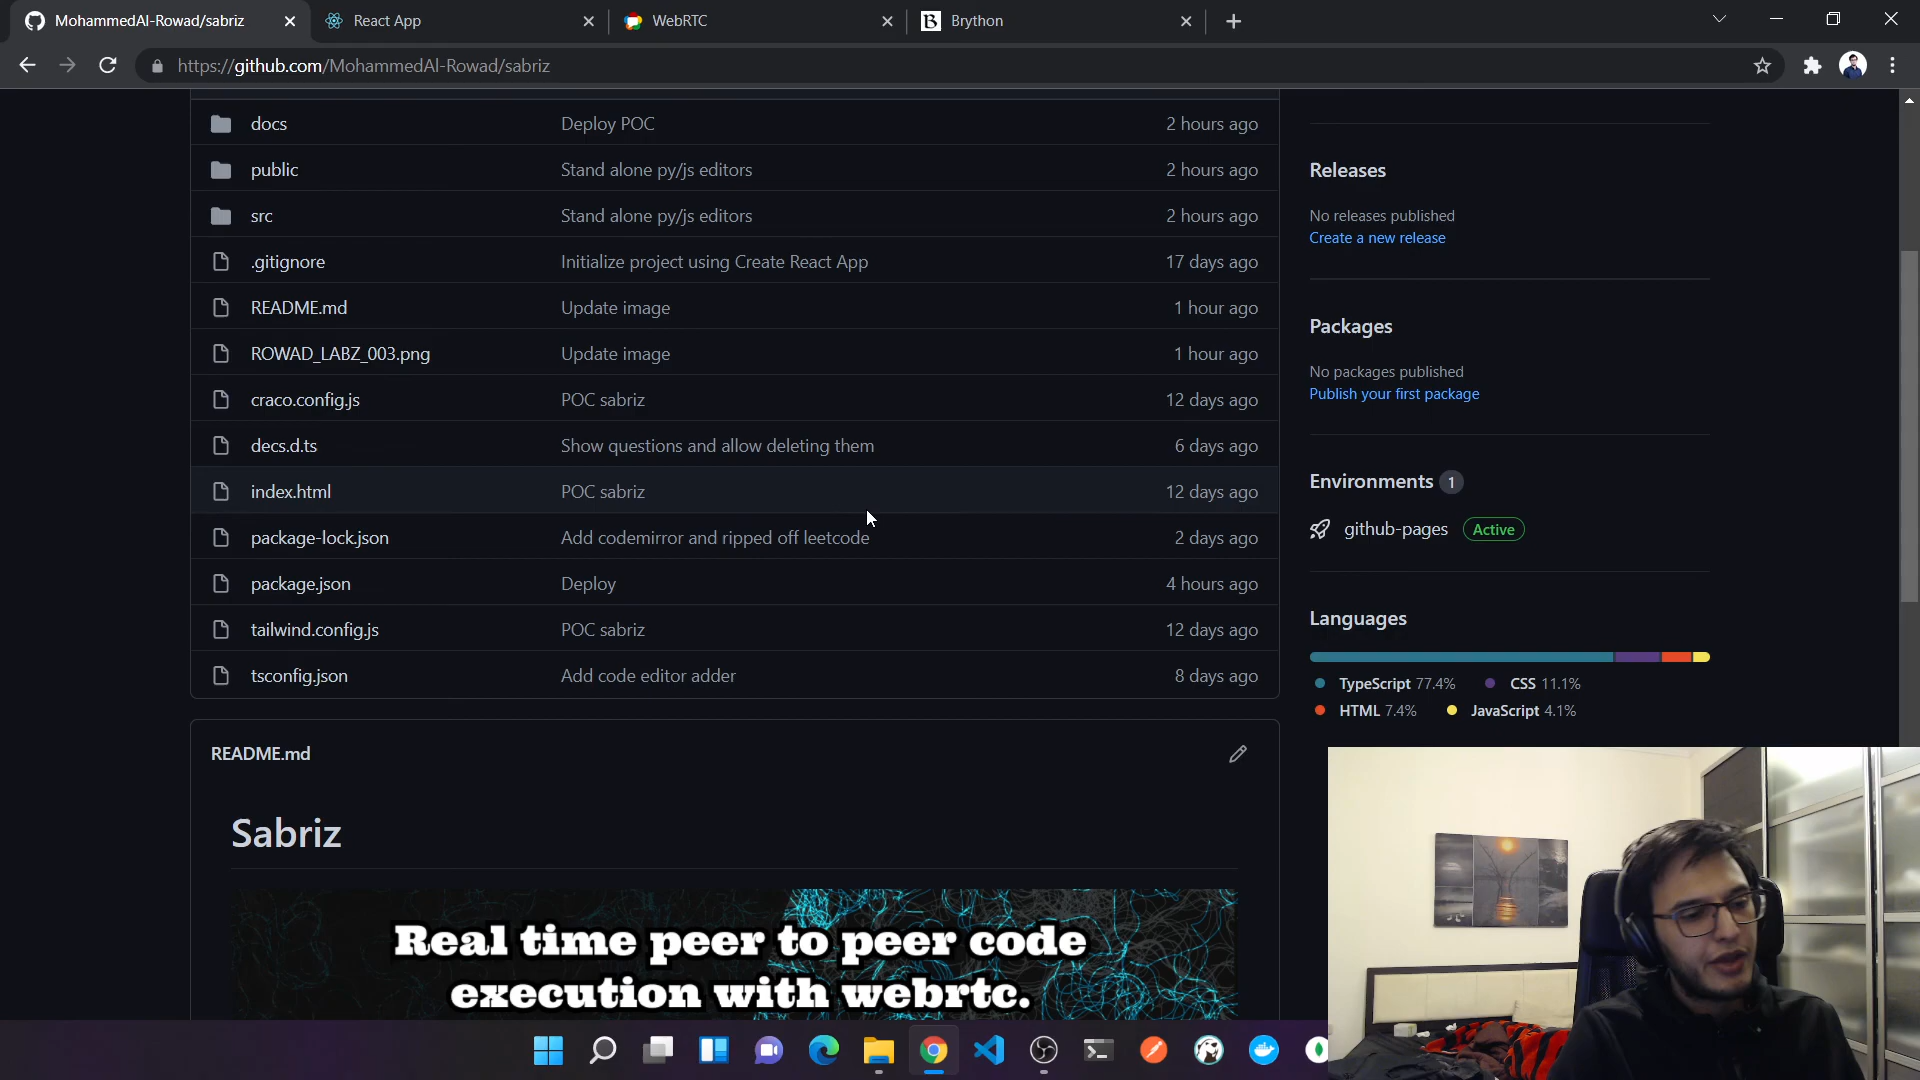 MohammedAl-Rowad/sabriz
React App
WebRTC
Brython
https://github.com/MohammedAl-Rowad/sabriz
docs Deploy POC 2 hours ago
public Stand alone py/js editors 2 hours ago
src Stand alone py/js editors 2 hours ago
.gitignore Initialize project using Create React App 17 days ago
README.md Update image 1 hour ago
ROWAD_LABZ_003.png Update image 1 hour ago
craco.config.js POC sabriz 12 days ago
decs.d.ts Show questions and allow deleting them 6 days ago
index.html POC sabriz 12 days ago
package-lock.json Add codemirror and ripped off leetcode 2 days ago
package.json Deploy 4 hours ago
tailwind.config.js POC sabriz 12 days ago
tsconfig.json Add code editor adder 8 days ago
README.md
Sabriz
Real time peer to peer code
execution with webrtc.
Releases
No releases published
Create a new release
Packages
No packages published
Publish your first package
Environments 1
github-pages Active
Languages
TypeScript 77.4% CSS 11.1%
HTML 7.4% JavaScript 4.1%